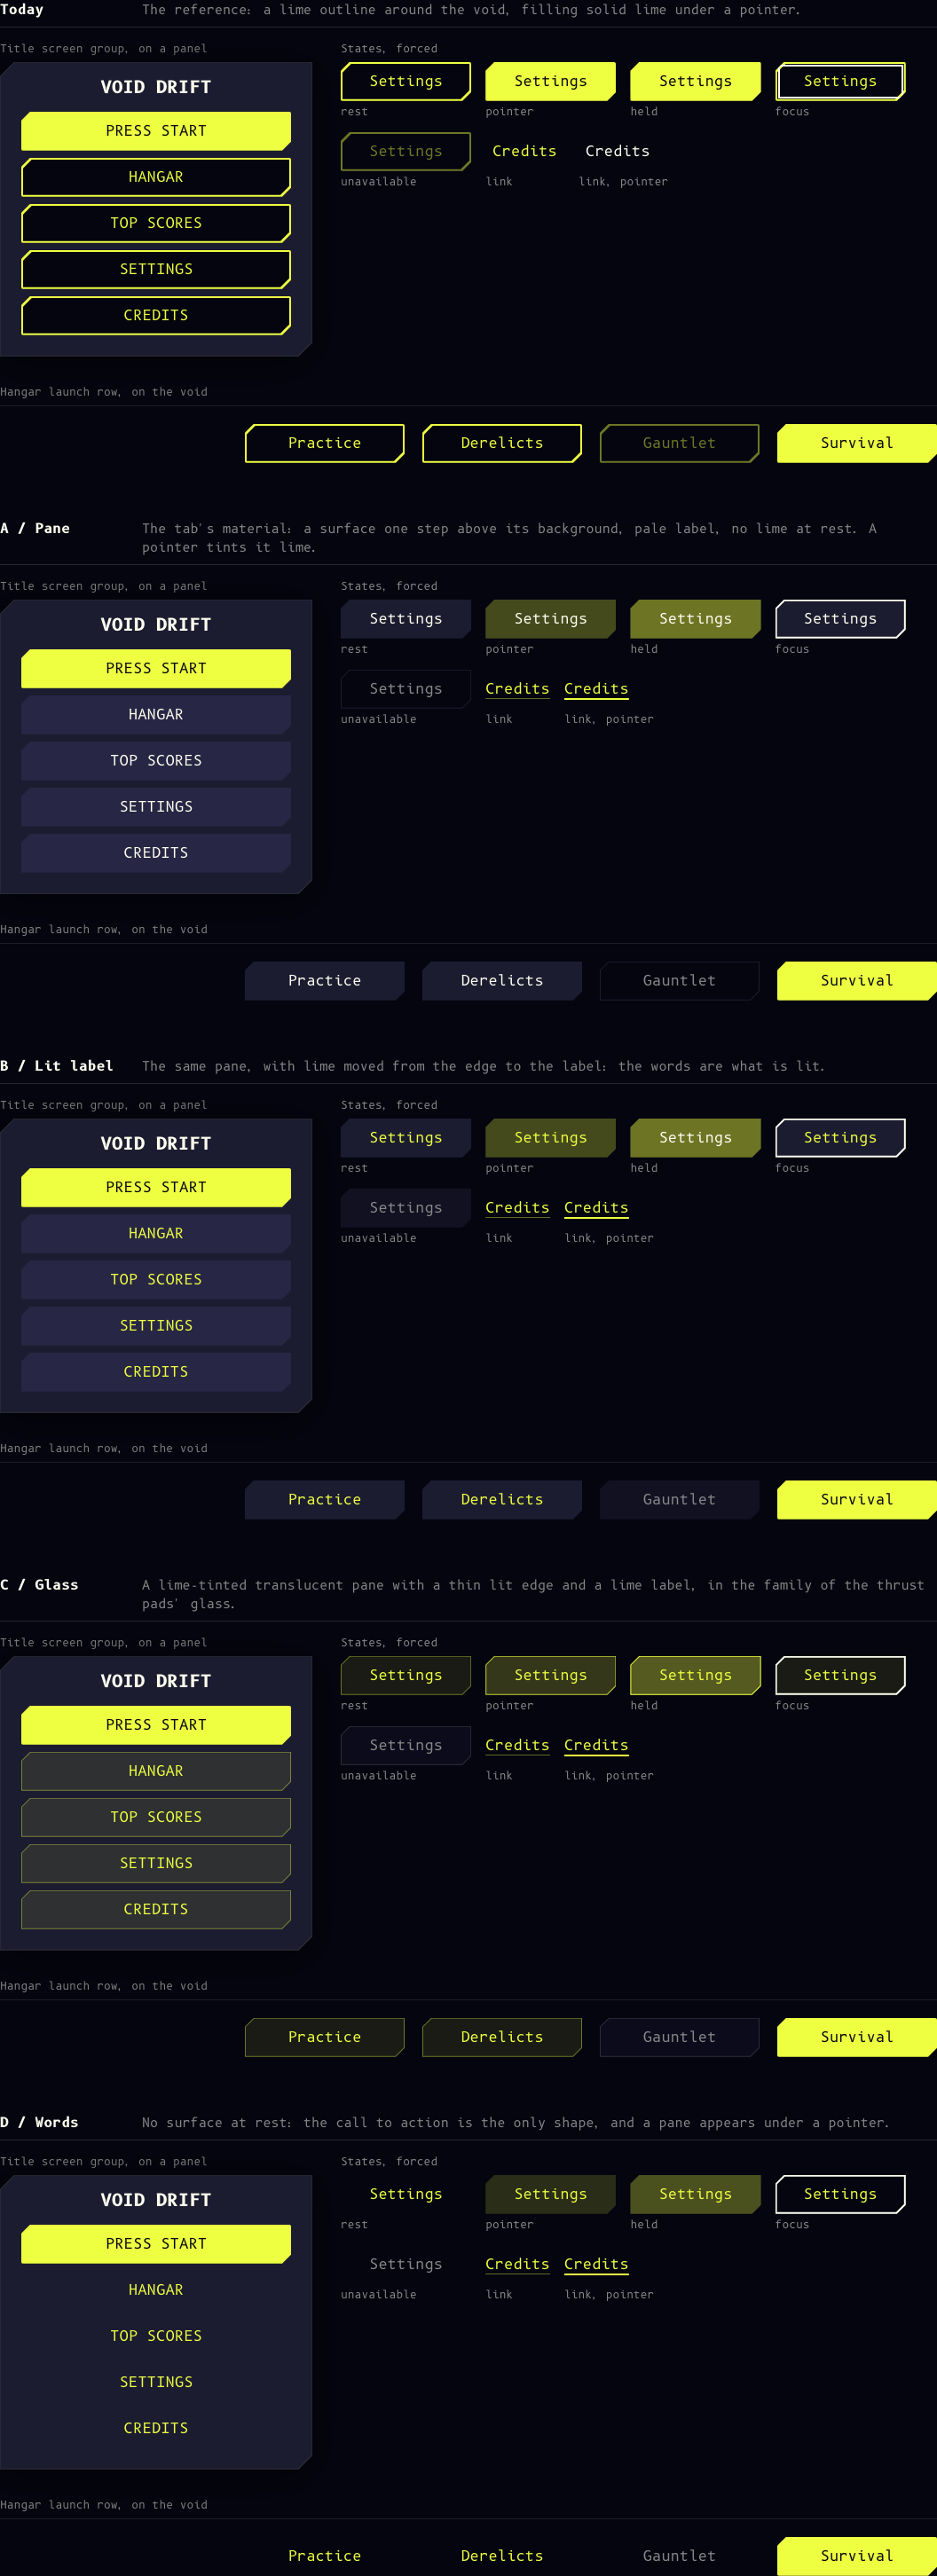 Today
The reference: a lime outline around the void, filling solid lime under a pointer.
Title screen group, on a panel
States, forced
VOID DRIFT
PRESS START
HANGAR
TOP SCORES
SETTINGS
CREDITS
Settings
Settings
Settings
Settings
rest
pointer
held
focus
Settings
Credits
Credits
unavailable
link
link, pointer
Hangar launch row, on the void
Practice
Derelicts
Gauntlet
Survival
A / Pane
The tab's material: a surface one step above its background, pale label, no lime at rest. A
pointer tints it lime.
Title screen group, on a panel
States, forced
VOID DRIFT
PRESS START
HANGAR
TOP SCORES
SETTINGS
CREDITS
Settings
Settings
Settings
Settings
rest
pointer
held
focus
Settings
Credits
Credits
unavailable
link
link, pointer
Hangar launch row, on the void
Practice
Derelicts
Gauntlet
Survival
B / Lit label
The same pane, with lime moved from the edge to the label: the words are what is lit.
Title screen group, on a panel
States, forced
VOID DRIFT
PRESS START
HANGAR
TOP SCORES
SETTINGS
CREDITS
Settings
Settings
Settings
Settings
rest
pointer
held
focus
Settings
Credits
Credits
unavailable
link
link, pointer
Hangar launch row, on the void
Practice
Derelicts
Gauntlet
Survival
C / Glass
A lime-tinted translucent pane with a thin lit edge and a lime label, in the family of the thrust
pads' glass.
Title screen group, on a panel
States, forced
VOID DRIFT
PRESS START
HANGAR
TOP SCORES
SETTINGS
CREDITS
Settings
Settings
Settings
Settings
rest
pointer
held
focus
Settings
Credits
Credits
unavailable
link
link, pointer
Hangar launch row, on the void
Practice
Derelicts
Gauntlet
Survival
D / Words
No surface at rest: the call to action is the only shape, and a pane appears under a pointer.
Title screen group, on a panel
States, forced
VOID DRIFT
PRESS START
HANGAR
TOP SCORES
SETTINGS
CREDITS
Settings
Settings
Settings
Settings
rest
pointer
held
focus
Settings
Credits
Credits
unavailable
link
link, pointer
Hangar launch row, on the void
Practice
Derelicts
Gauntlet
Survival